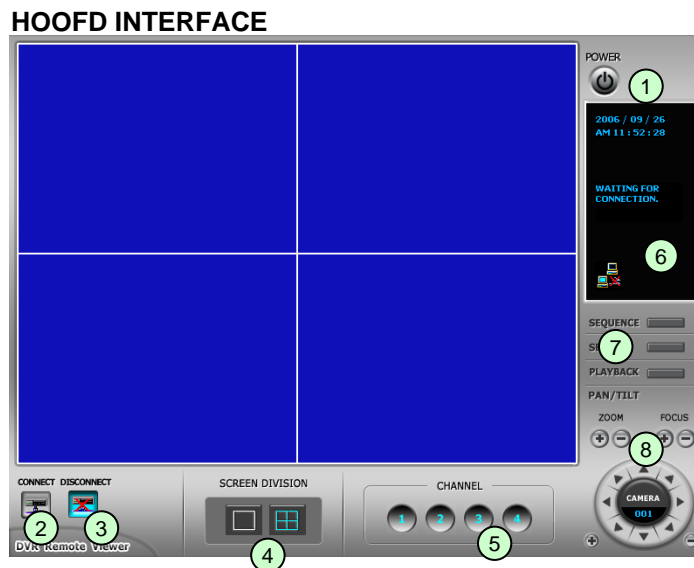 HOOFD INTERFACE
POWER
1
2006 / 09 / 26
AM 11 : 52 : 28
WAITING FOR
CONNECTION.
6
SEQUENCE
7
PLAYBACK
PAN/TILT
ZOOM FOCUS
8
CAMERA
001
CONNECT DISCONNECT
2 3
DVR Remote Viewer
SCREEN DIVISION
4
CHANNEL
1 2 3 4
5